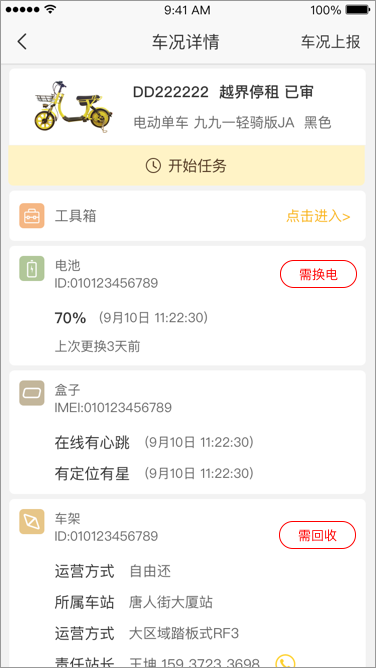 9:41 AM 100%
车况详情 车况上报
DD222222 越界停租 已审
电动单车 九九一轻骑版JA 黑色
开始任务
工具箱 点击进入>
电池
ID:010123456789
需换电
70% (9月10日 11:22:30)
上次更换3天前
盒子
IMEI:010123456789
在线有心跳 (9月10日 11:22:30)
有定位有星 (9月10日 11:22:30)
车架
ID:010123456789
需回收
运营方式 自由还
所属车站 唐人街大厦站
运营方式 大区域踏板式RF3
责任站长 王坤 159 3723 3698